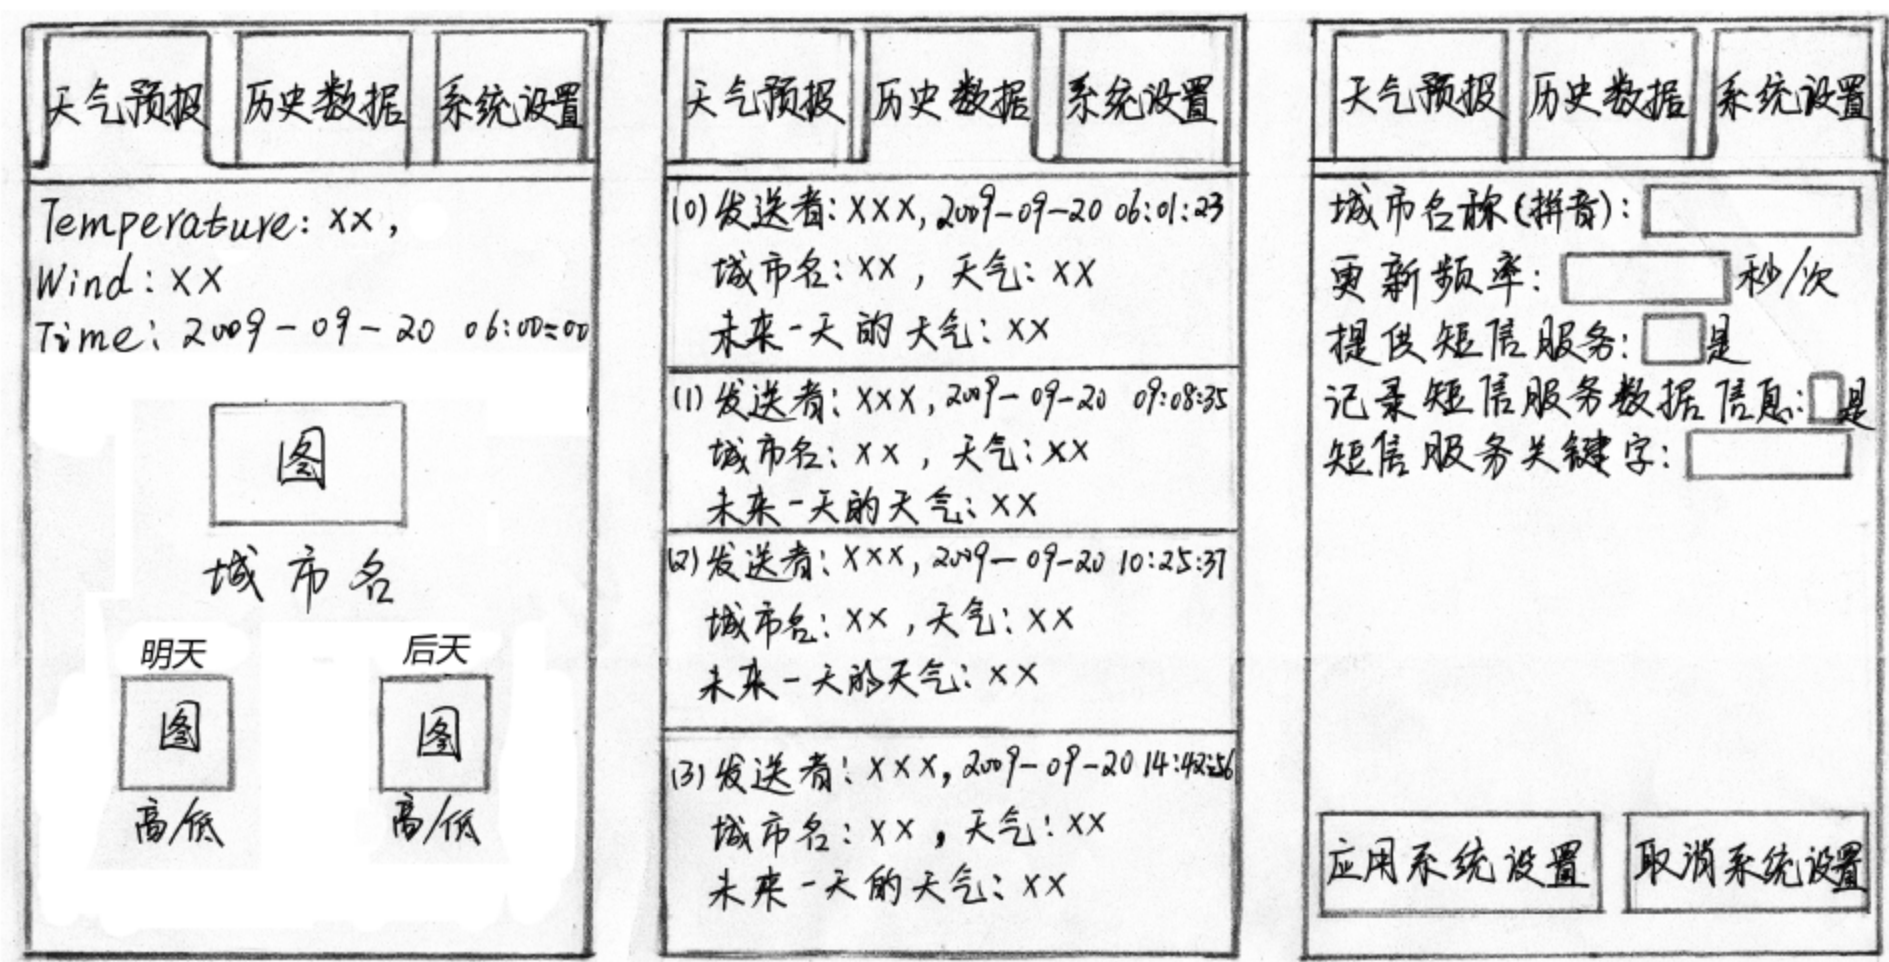 天气预报 历史数据 系统设置
Temperature: xx,
Wind: xx
Time: 2009-09-20 06:00:00
图
城市名
明天 后天
图 图
高/低 高/低
天气预报 历史数据 系统设置
(0) 发送者: xxx, 2009-09-20 06:01:23
城市名: xx, 天气: xx
未来一天的天气: xx
(1) 发送者: xxx, 2009-09-20 09:08:35
城市名: xx, 天气: xx
未来一天的天气: xx
(2) 发送者: xxx, 2009-09-20 10:25:37
城市名: xx, 天气: xx
未来一天的天气: xx
(3) 发送者: xxx, 2009-09-20 14:42:56
城市名: xx, 天气: xx
未来一天的天气: xx
天气预报 历史数据 系统设置
城市名称(拼音):
更新频率: 秒/次
提供短信服务: 是
记录短信服务数据信息: 是
短信服务关键字:
应用系统设置 取消系统设置